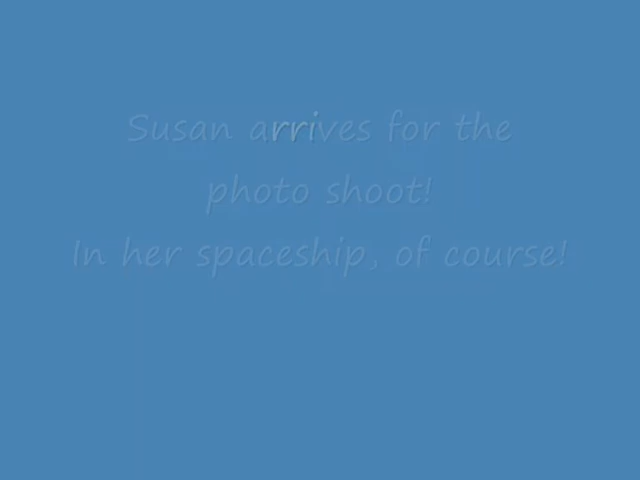 Susan arrives for the
photo shoot!
In her spaceship, of course!